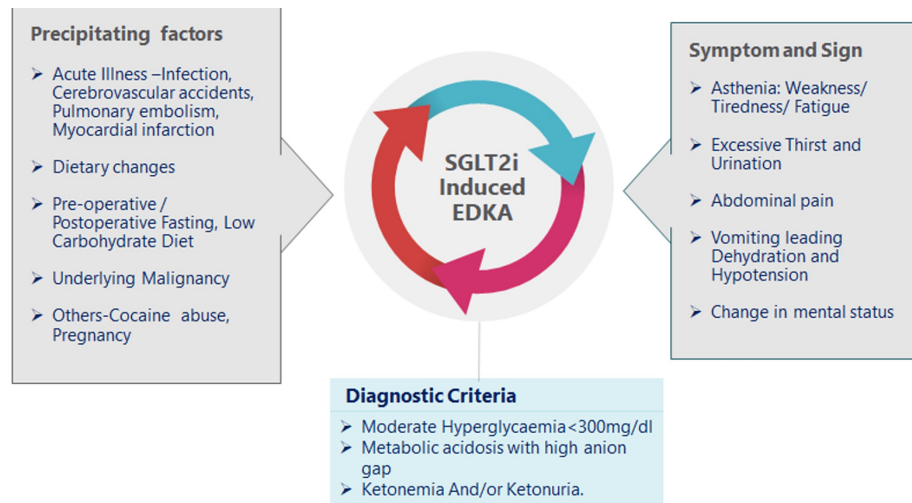 Precipitating factors
➤ Acute Illness –Infection,
Cerebrovascular accidents,
Pulmonary embolism,
Myocardial infarction
➤ Dietary changes
➤ Pre-operative /
Postoperative Fasting, Low
Carbohydrate Diet
➤ Underlying Malignancy
➤ Others-Cocaine abuse,
Pregnancy
SGLT2i
Induced
EDKA
Symptom and Sign
➤ Asthenia: Weakness/
Tiredness/ Fatigue
➤ Excessive Thirst and
Urination
➤ Abdominal pain
➤ Vomiting leading
Dehydration and
Hypotension
➤ Change in mental status
Diagnostic Criteria
➤ Moderate Hyperglycaemia<300mg/dl
➤ Metabolic acidosis with high anion
gap
➤ Ketonemia And/or Ketonuria.